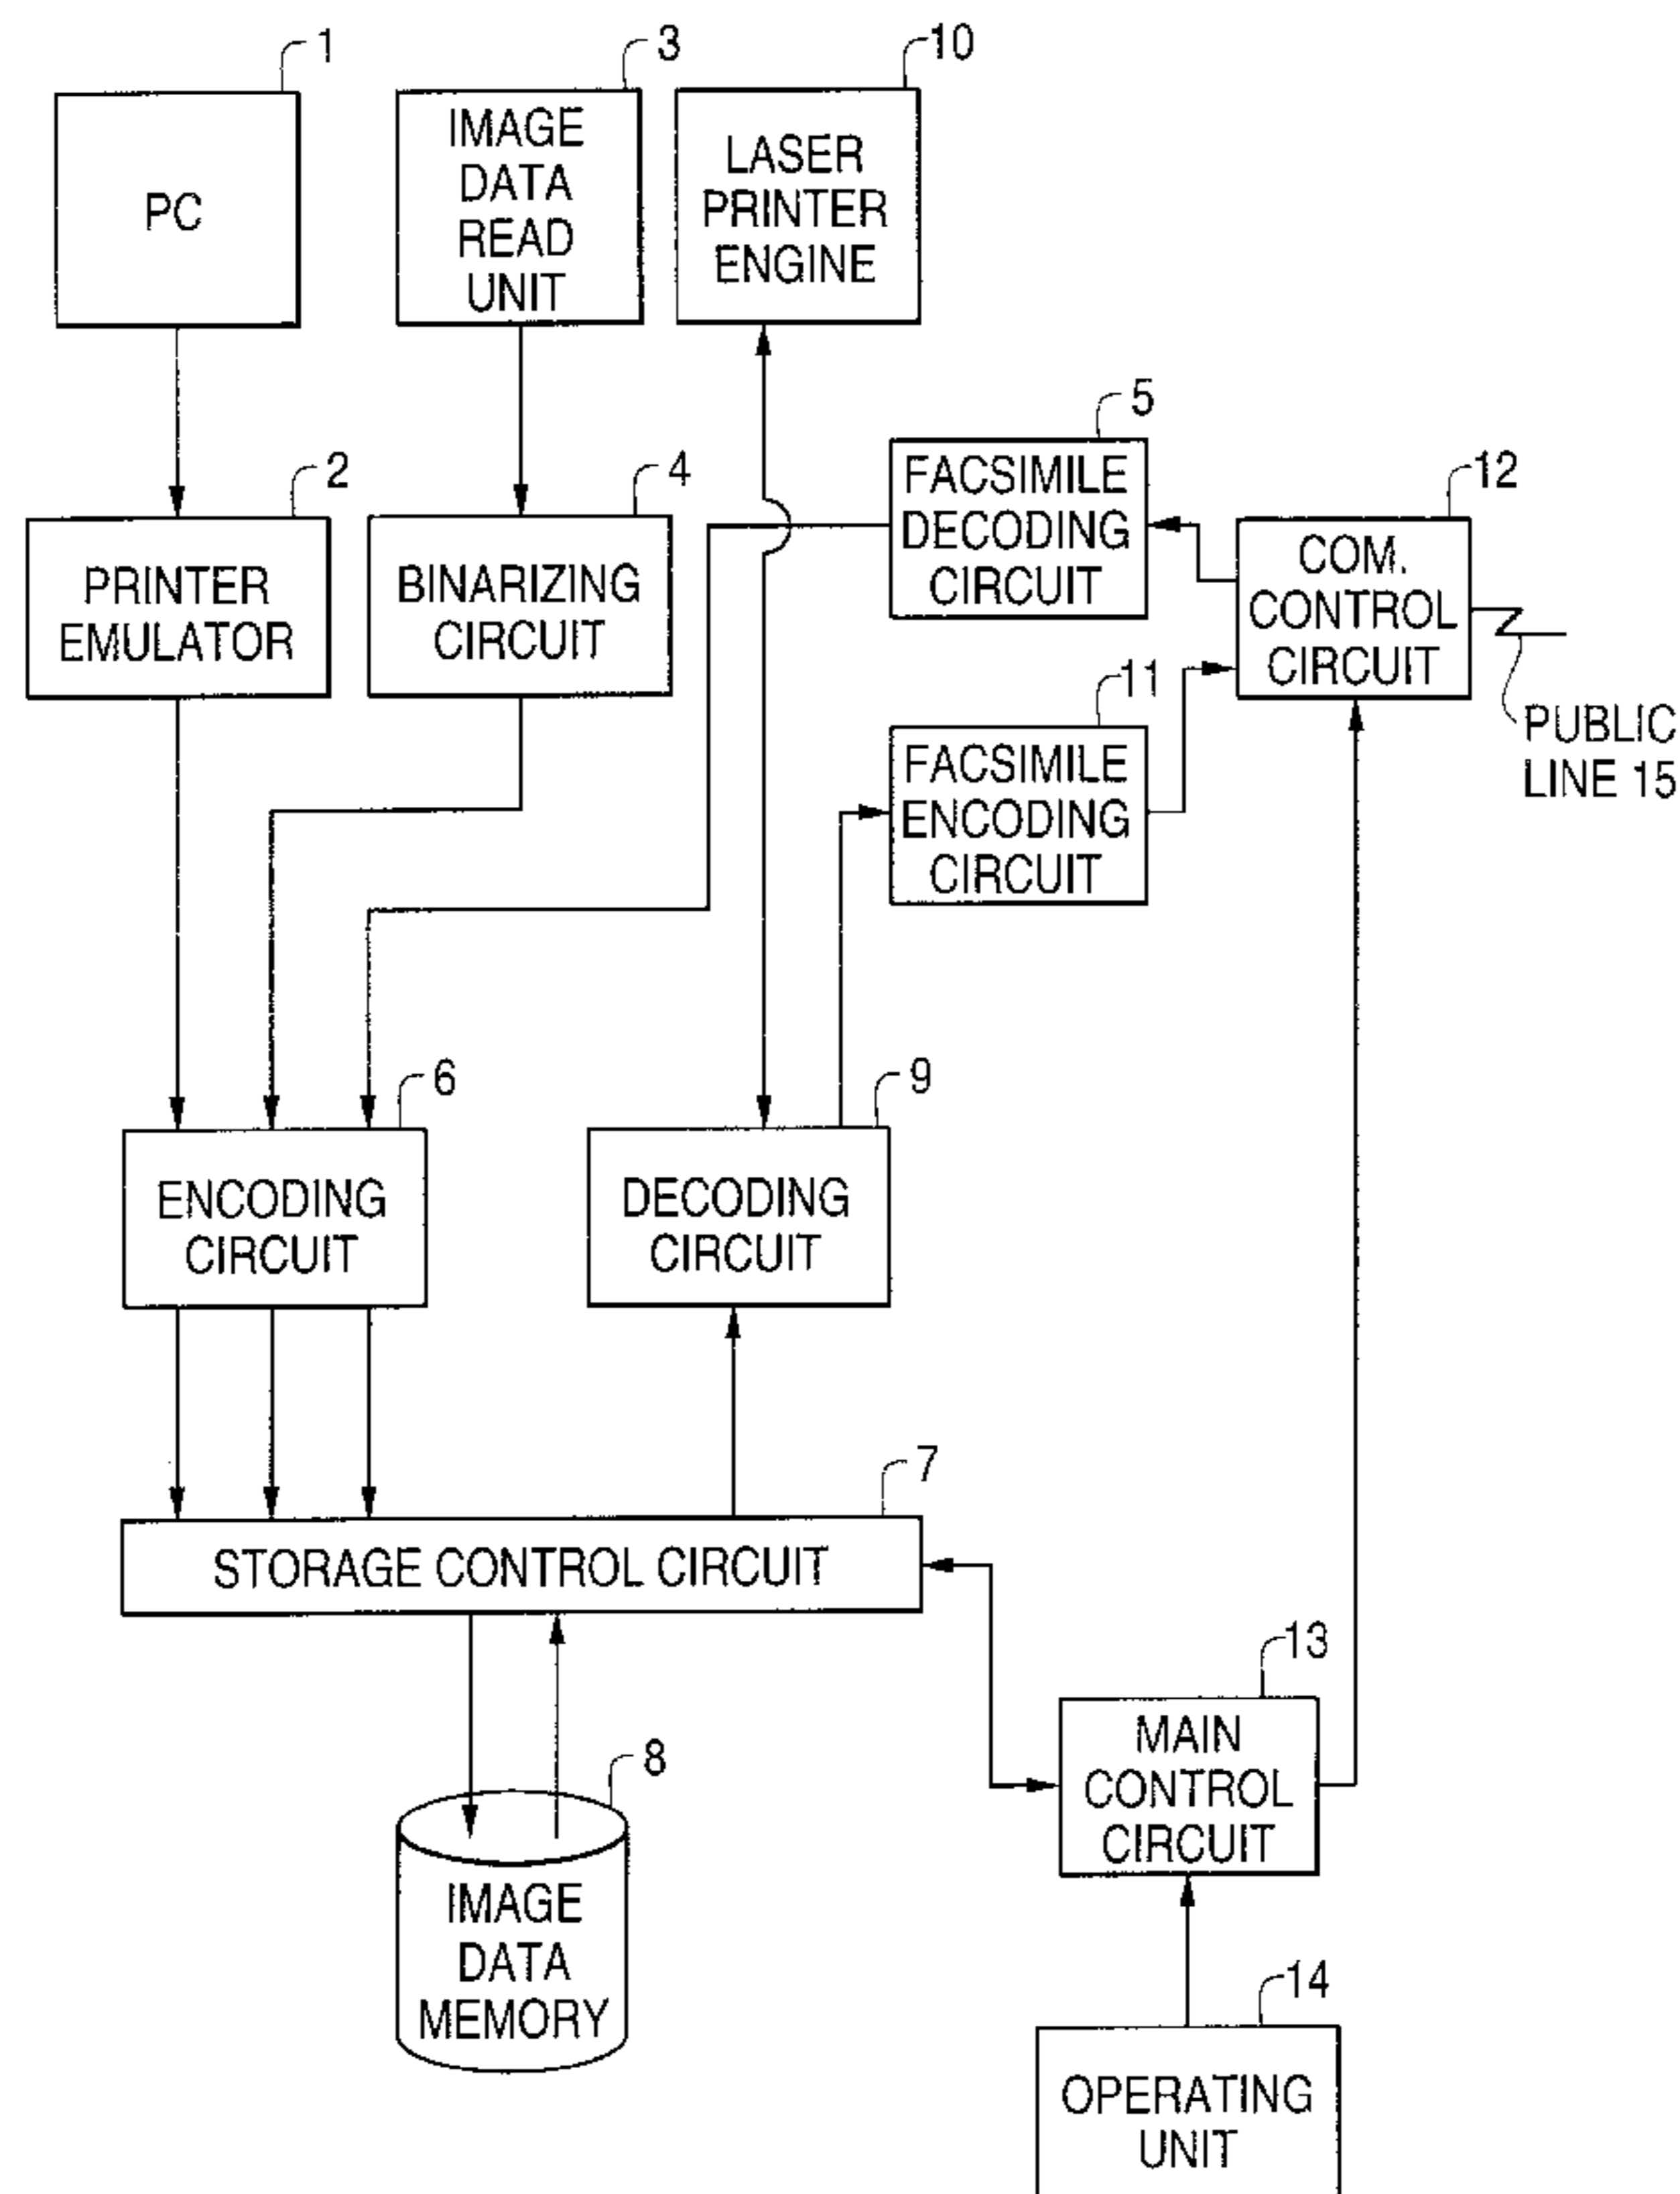 1
PC
3
IMAGE
DATA
READ
UNIT
10
LASER
PRINTER
ENGINE
2
PRINTER
EMULATOR
4
BINARIZING
CIRCUIT
5
FACSIMILE
DECODING
CIRCUIT
12
COM.
CONTROL
CIRCUIT
PUBLIC
LINE 15
11
FACSIMILE
ENCODING
CIRCUIT
6
ENCODING
CIRCUIT
9
DECODING
CIRCUIT
7
STORAGE CONTROL CIRCUIT
8
IMAGE
DATA
MEMORY
13
MAIN
CONTROL
CIRCUIT
14
OPERATING
UNIT